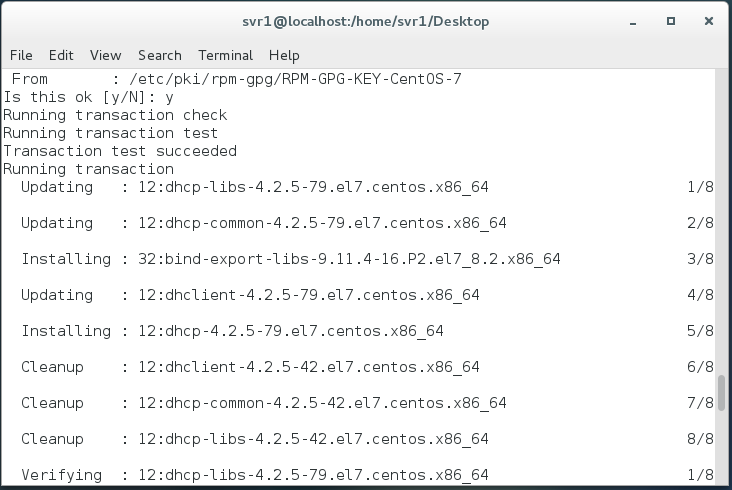 svr1@localhost:/home/svr1/Desktop
File Edit View Search Terminal Help
From : /etc/pki/rpm-gpg/RPM-GPG-KEY-CentOS-7
Is this ok [y/N]: y
Running transaction check
Running transaction test
Transaction test succeeded
Running transaction
Updating : 12:dhcp-libs-4.2.5-79.el7.centos.x86_64 1/8
Updating : 12:dhcp-common-4.2.5-79.el7.centos.x86_64 2/8
Installing : 32:bind-export-libs-9.11.4-16.P2.el7_8.2.x86_64 3/8
Updating : 12:dhclient-4.2.5-79.el7.centos.x86_64 4/8
Installing : 12:dhcp-4.2.5-79.el7.centos.x86_64 5/8
Cleanup : 12:dhclient-4.2.5-42.el7.centos.x86_64 6/8
Cleanup : 12:dhcp-common-4.2.5-42.el7.centos.x86_64 7/8
Cleanup : 12:dhcp-libs-4.2.5-42.el7.centos.x86_64 8/8
Verifying : 12:dhcp-libs-4.2.5-79.el7.centos.x86_64 1/8